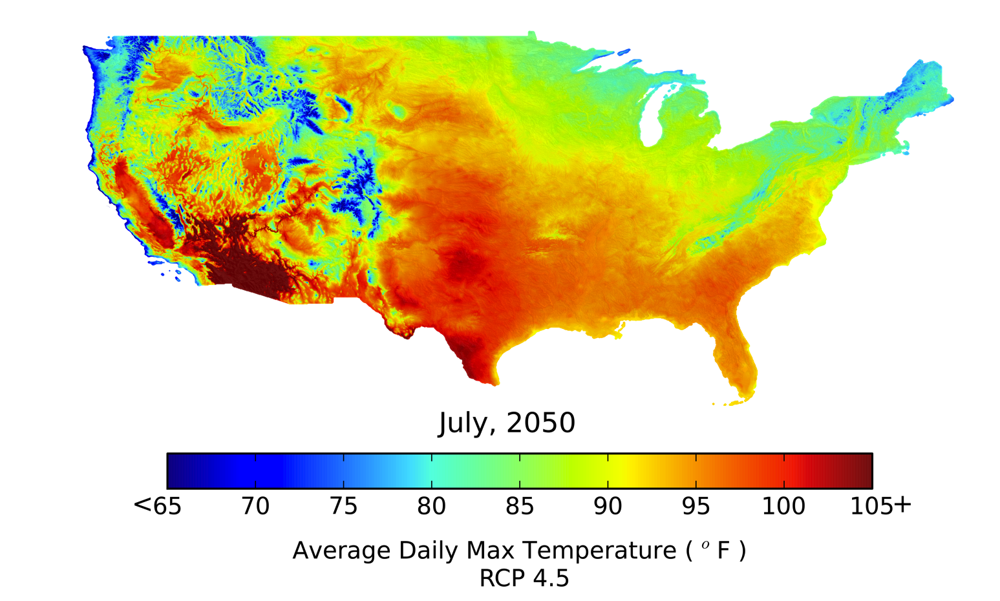 July, 2050
<65 70 75 80 85 90 95 100 105+
Average Daily Max Temperature ( ° F )
RCP 4.5